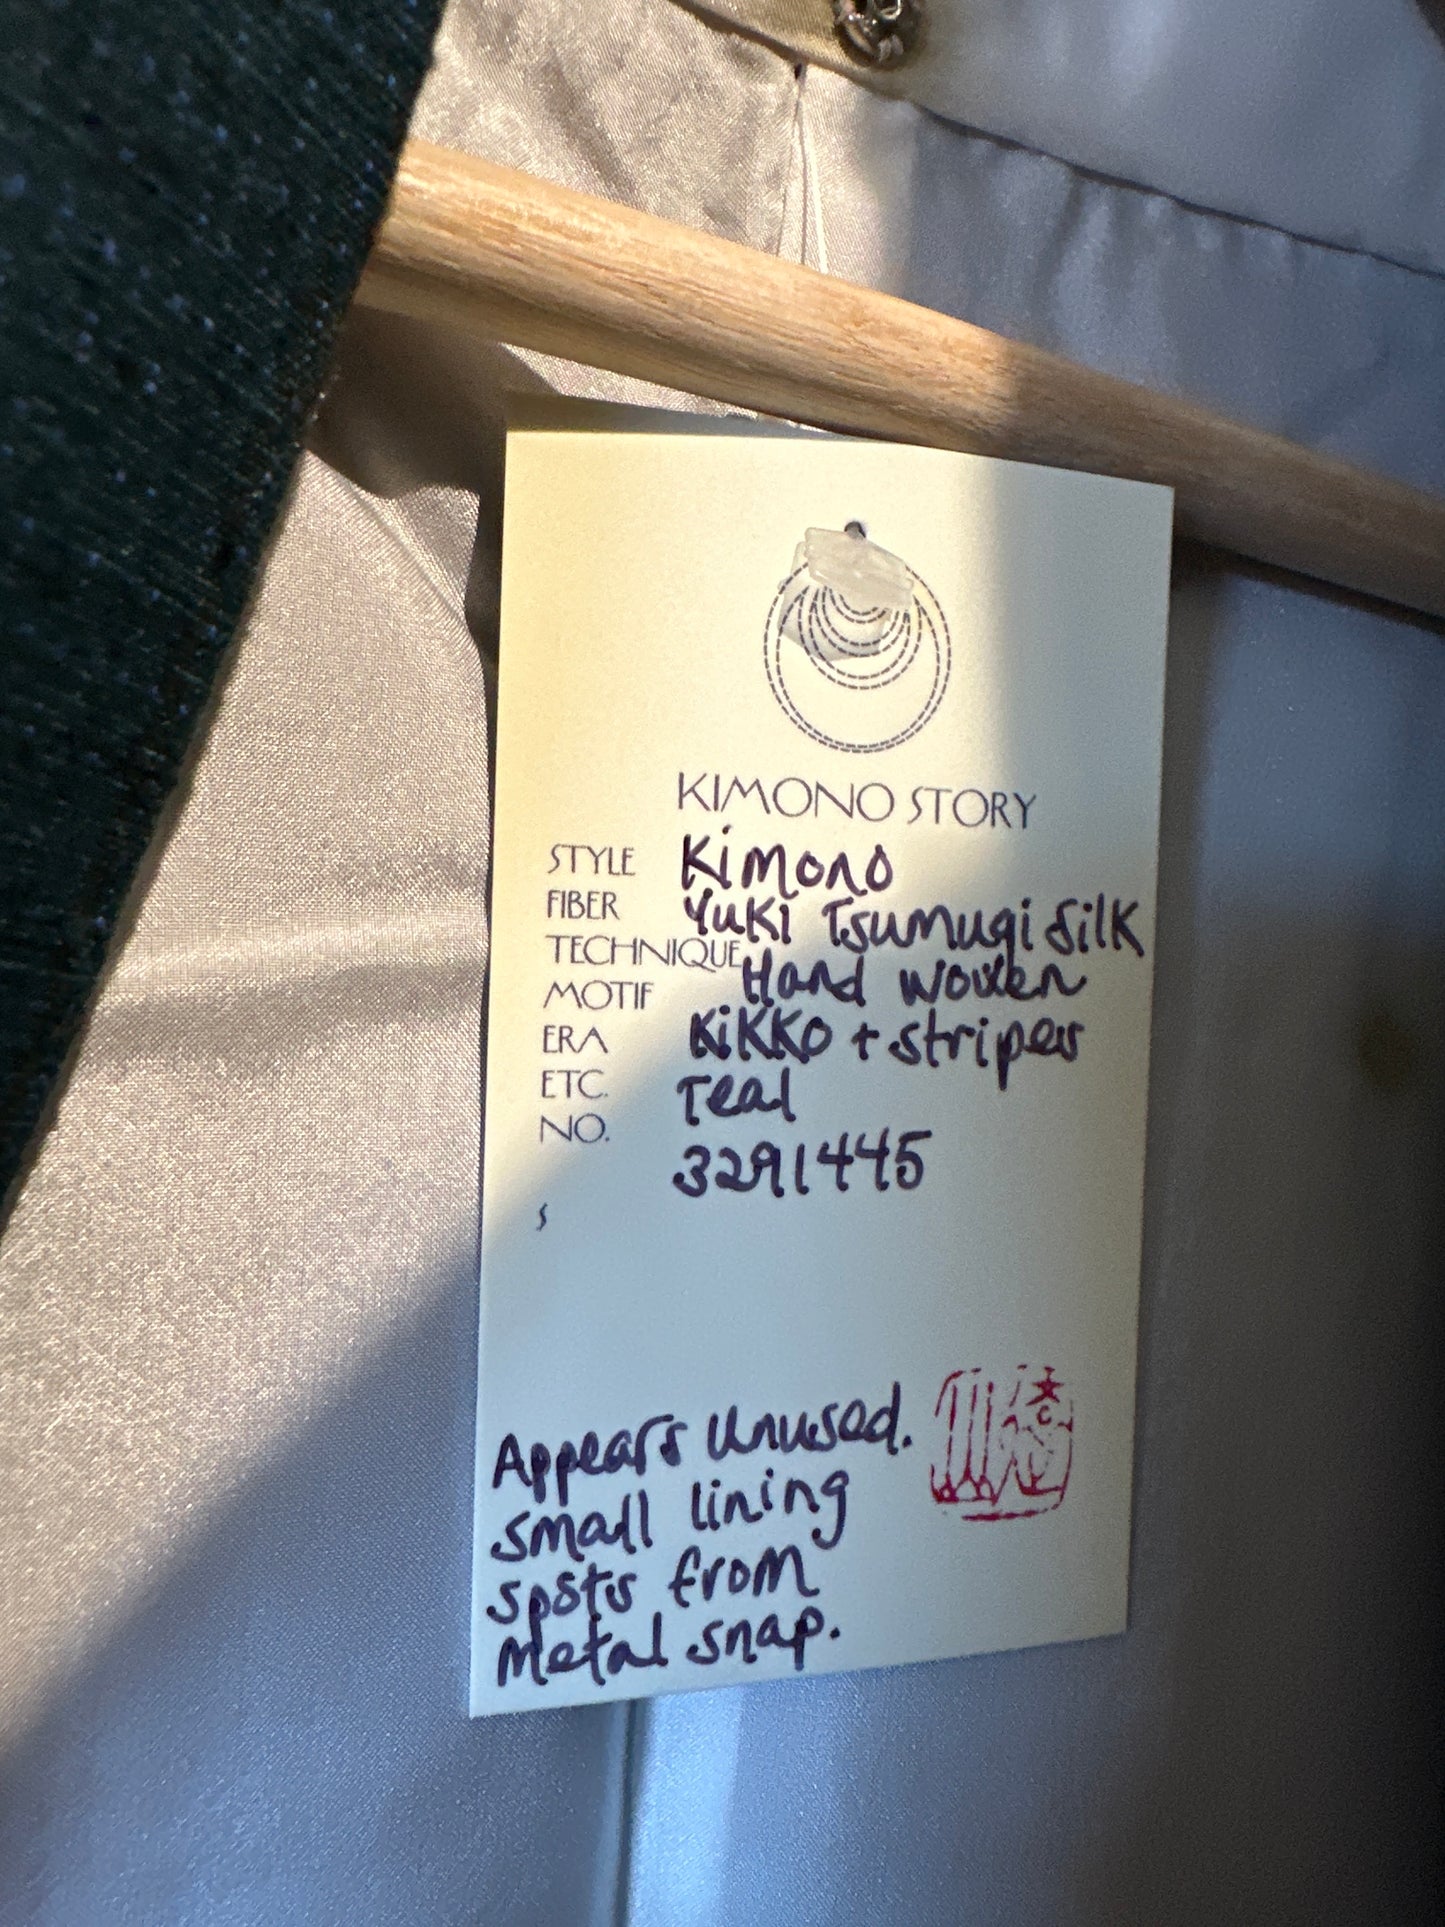 KIMONO STORY
STYLE Kimono
FIBER Yuki Tsumugi Silk
TECHNIQUE Hand woven
MOTIF
ERA Kikko + stripes
ETC. Teal
NO. 3291445
Appears unused.
small lining
spots from
metal snap.